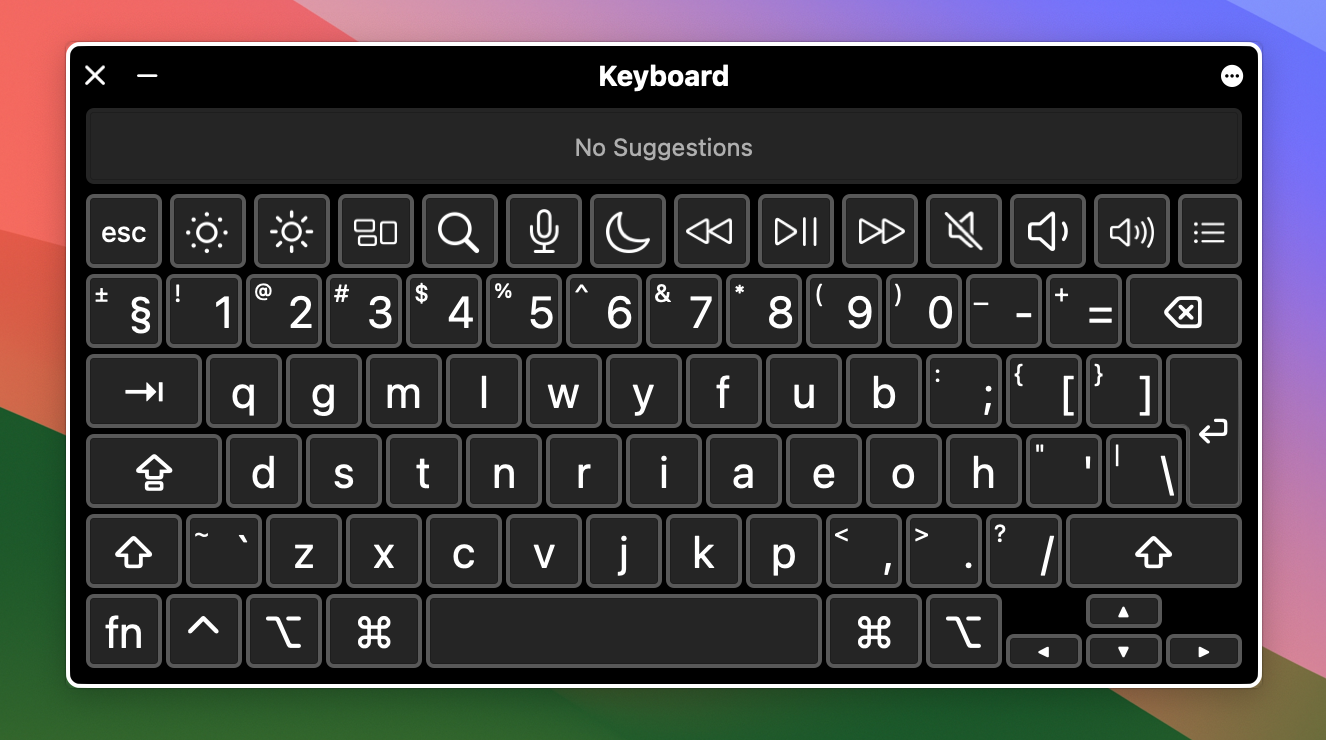 Keyboard
No Suggestions
esc
± § ! 1 @ 2 # 3 $ 4 % 5 ^ 6 & 7 * 8 ( 9 ) 0 _ - + =
q g m l w y f u b : ; { [ } ]
d s t n r i a e o h " ' | \
~ ` z x c v j k p < , > . ? /
fn ⌃ ⌥ ⌘ ⌘ ⌥